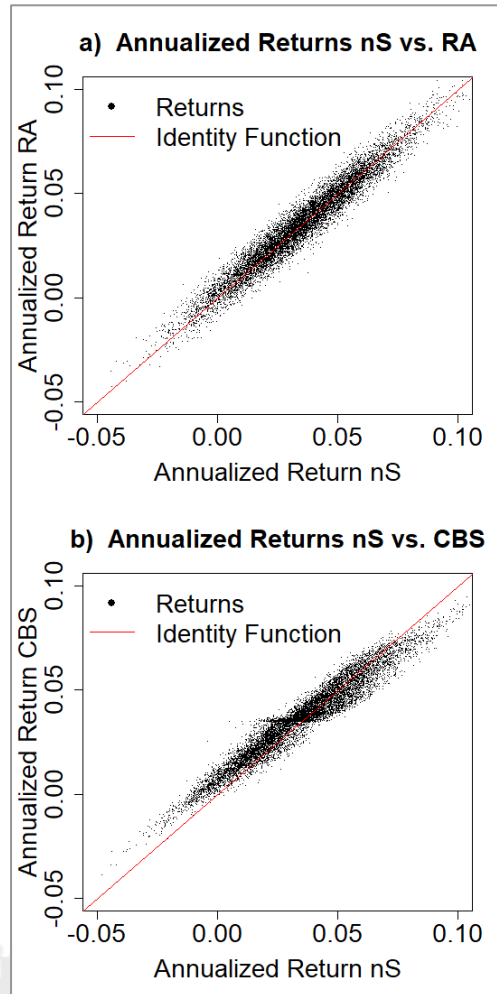 a) Annualized Returns nS vs. RA
Returns
Identity Function
Annualized Return RA
0.10
0.05
0.00
-0.05
-0.05 0.00 0.05 0.10
Annualized Return nS
b) Annualized Returns nS vs. CBS
Returns
Identity Function
Annualized Return CBS
0.10
0.05
0.00
-0.05
-0.05 0.00 0.05 0.10
Annualized Return nS